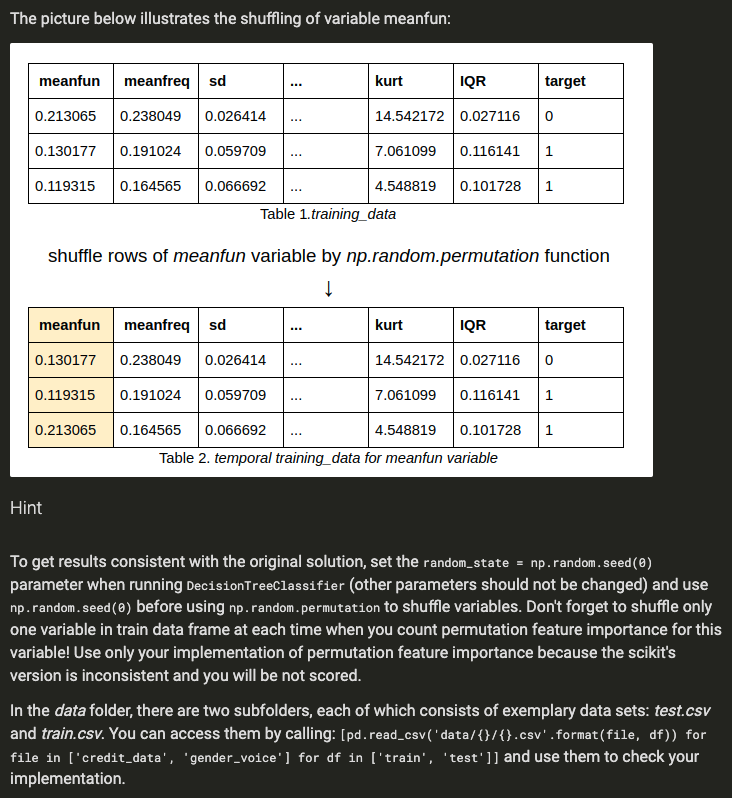 The picture below illustrates the shuffling of variable meanfun:
meanfun meanfreq sd ... kurt IQR target
0.213065 0.238049 0.026414 ... 14.542172 0.027116 0
0.130177 0.191024 0.059709 ... 7.061099 0.116141 1
0.119315 0.164565 0.066692 ... 4.548819 0.101728 1
Table 1.training_data
shuffle rows of meanfun variable by np.random.permutation function
↓
meanfun meanfreq sd ... kurt IQR target
0.130177 0.238049 0.026414 ... 14.542172 0.027116 0
0.119315 0.191024 0.059709 ... 7.061099 0.116141 1
0.213065 0.164565 0.066692 ... 4.548819 0.101728 1
Table 2. temporal training_data for meanfun variable
Hint
To get results consistent with the original solution, set the random_state = np.random.seed(0)
parameter when running DecisionTreeClassifier (other parameters should not be changed) and use
np.random.seed(0) before using np.random.permutation to shuffle variables. Don't forget to shuffle only
one variable in train data frame at each time when you count permutation feature importance for this
variable! Use only your implementation of permutation feature importance because the scikit's
version is inconsistent and you will be not scored.
In the data folder, there are two subfolders, each of which consists of exemplary data sets: test.csv
and train.csv. You can access them by calling: [pd.read_csv('data/{}/{}.csv'.format(file, df)) for
file in ['credit_data', 'gender_voice'] for df in ['train', 'test']] and use them to check your
implementation.